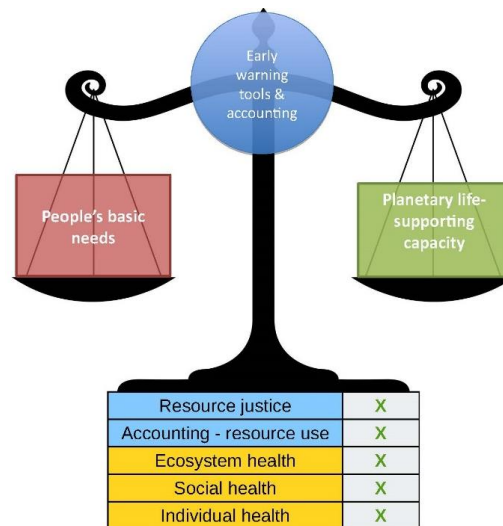 Early
warning
tools &
accounting
People's basic
needs
Planetary life-
supporting
capacity
Resource justice X
Accounting - resource use X
Ecosystem health X
Social health X
Individual health X